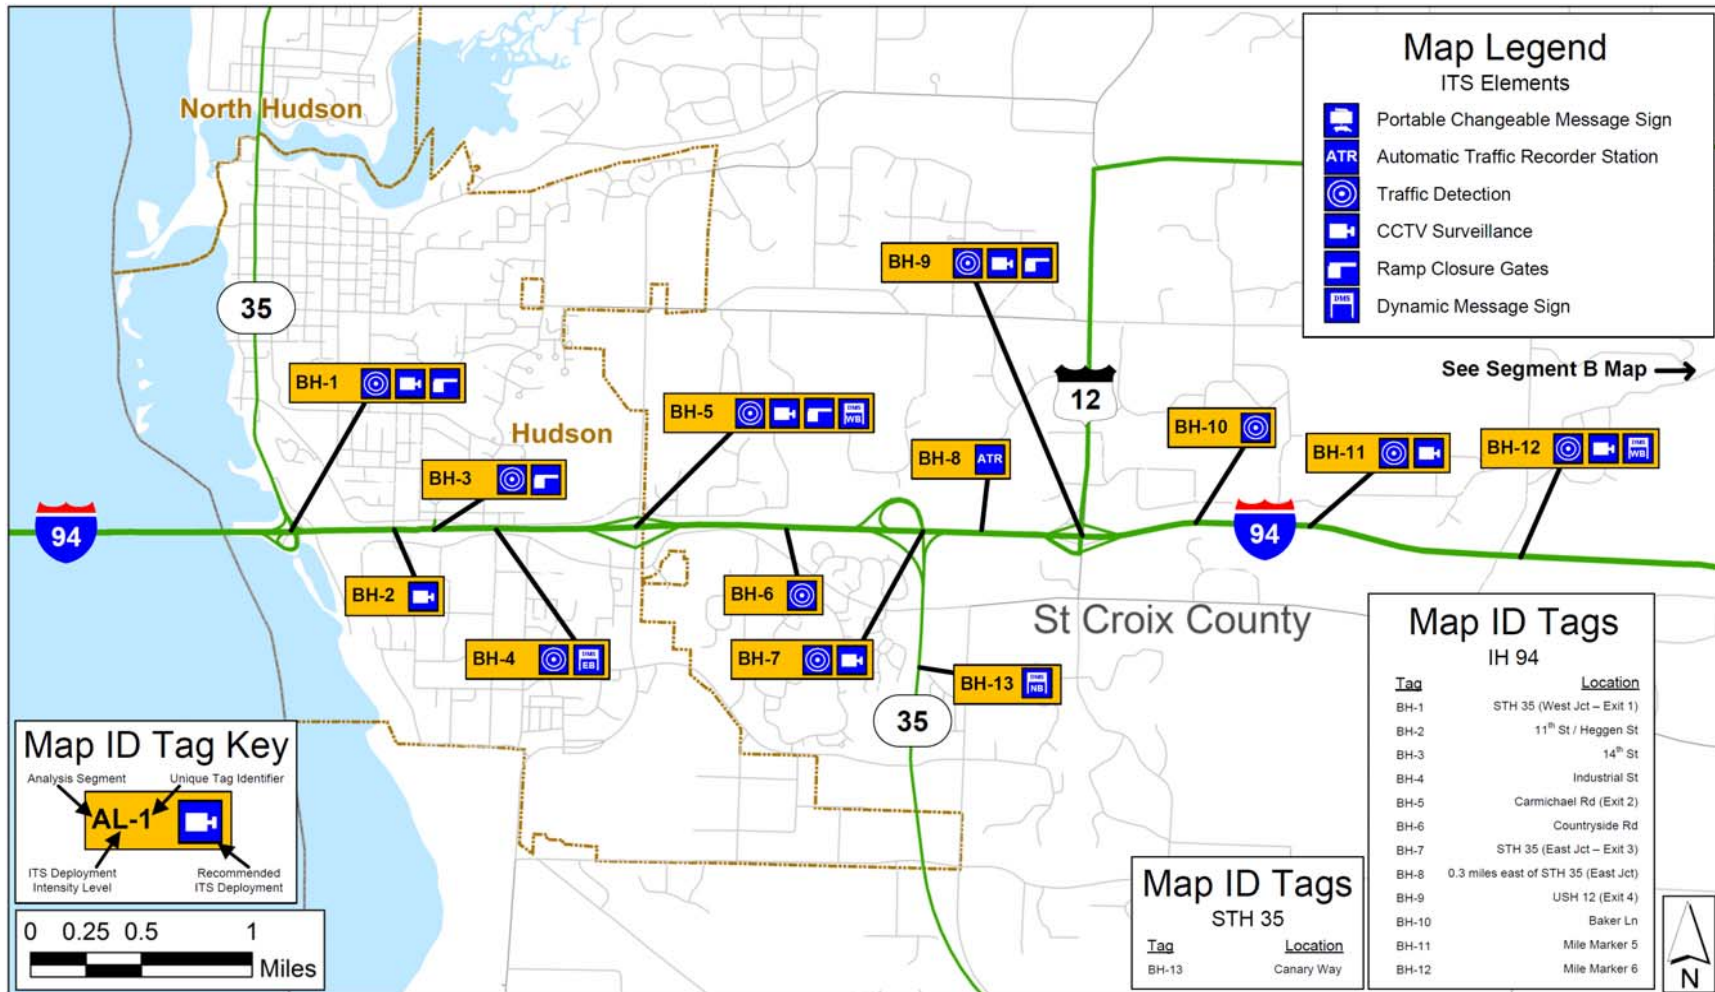 North Hudson
35
BH-1
Hudson
BH-3
BH-5
DMS
WB
BH-9
12
BH-8
ATR
BH-10
BH-11
BH-12
DMS
WB
See Segment B Map
94
94
BH-2
BH-4
DMS
EB
BH-6
BH-7
BH-13
DMS
NB
35
St Croix County
Map Legend
ITS Elements
Portable Changeable Message Sign
ATR Automatic Traffic Recorder Station
Traffic Detection
CCTV Surveillance
Ramp Closure Gates
DMS Dynamic Message Sign
Map ID Tag Key
Analysis Segment Unique Tag Identifier
AL-1
ITS Deployment Intensity Level
Recommended ITS Deployment
0 0.25 0.5 1
Miles
Map ID Tags
STH 35
Tag Location
BH-13 Canary Way
Map ID Tags
IH 94
Tag Location
BH-1 STH 35 (West Jct – Exit 1)
BH-2 11th St / Heggen St
BH-3 14th St
BH-4 Industrial St
BH-5 Carmichael Rd (Exit 2)
BH-6 Countryside Rd
BH-7 STH 35 (East Jct – Exit 3)
BH-8 0.3 miles east of STH 35 (East Jct)
BH-9 USH 12 (Exit 4)
BH-10 Baker Ln
BH-11 Mile Marker 5
BH-12 Mile Marker 6
N